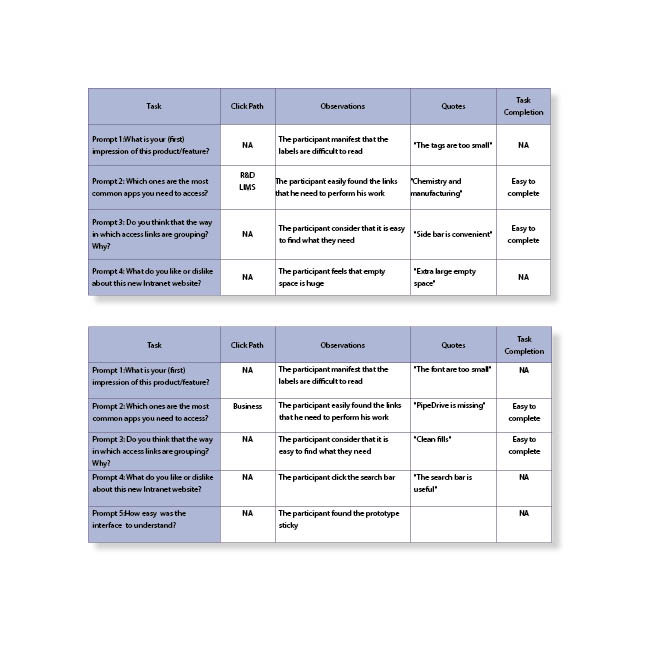 Task Click Path Observations Quotes Task Completion
Prompt 1:What is your (first) impression of this product/feature? NA The participant manifest that the labels are difficult to read "The tags are too small" NA
Prompt 2: Which ones are the most common apps you need to access? R&D LIMS The participant easily found the links that he need to perform his work "Chemistry and manufacturing" Easy to complete
Prompt 3: Do you think that the way in which access links are grouping? Why? NA The participant consider that it is easy to find what they need "Side bar is convenient" Easy to complete
Prompt 4: What do you like or dislike about this new Intranet website? NA The participant feels that empty space is huge "Extra large empty space" NA
Task Click Path Observations Quotes Task Completion
Prompt 1:What is your (first) impression of this product/feature? NA The participant manifest that the labels are difficult to read "The font are too small" NA
Prompt 2: Which ones are the most common apps you need to access? Business The participant easily found the links that he need to perform his work "PipeDrive is missing" Easy to complete
Prompt 3: Do you think that the way in which access links are grouping? Why? NA The participant consider that it is easy to find what they need "Clean fills" Easy to complete
Prompt 4: What do you like or dislike about this new Intranet website? NA The participant click the search bar "The search bar is useful" NA
Prompt 5:How easy was the interface to understand? NA The participant found the prototype sticky NA